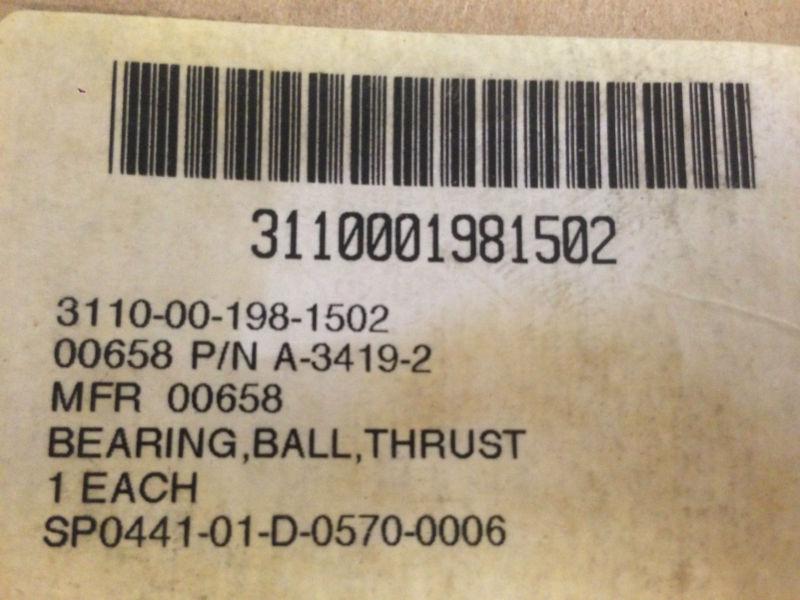 3110001981502
3110-00-198-1502
00658 P/N A-3419-2
MFR 00658
BEARING,BALL,THRUST
1 EACH
SP0441-01-D-0570-0006